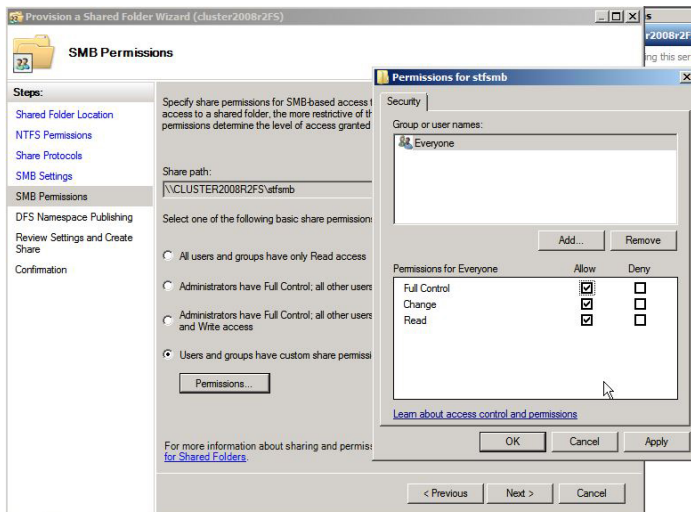 Provision a Shared Folder Wizard (cluster2008r2FS)
SMB Permissions
Steps:
Shared Folder Location
NTFS Permissions
Share Protocols
SMB Settings
SMB Permissions
DFS Namespace Publishing
Review Settings and Create
Share
Confirmation
Specify share permissions for SMB-based access
access to a shared folder, the more restrictive of
permissions determine the level of access granted
Share path:
\\CLUSTER2008R2FS\stfsmb
Select one of the following basic share permission
All users and groups have only Read access
Administrators have Full Control; all other users
Administrators have Full Control; all other users
and Write access
Users and groups have custom share
Permissions...
For more information about sharing and
for Shared Folders.
< Previous
Next >
Cancel
Permissions for stfsmb
Security
Group or user names:
Everyone
Add...
Remove
Permissions for Everyone
Allow
Deny
Full Control
Change
Read
Learn about access control and permissions
OK
Cancel
Apply
r2008r2F
ing this ser